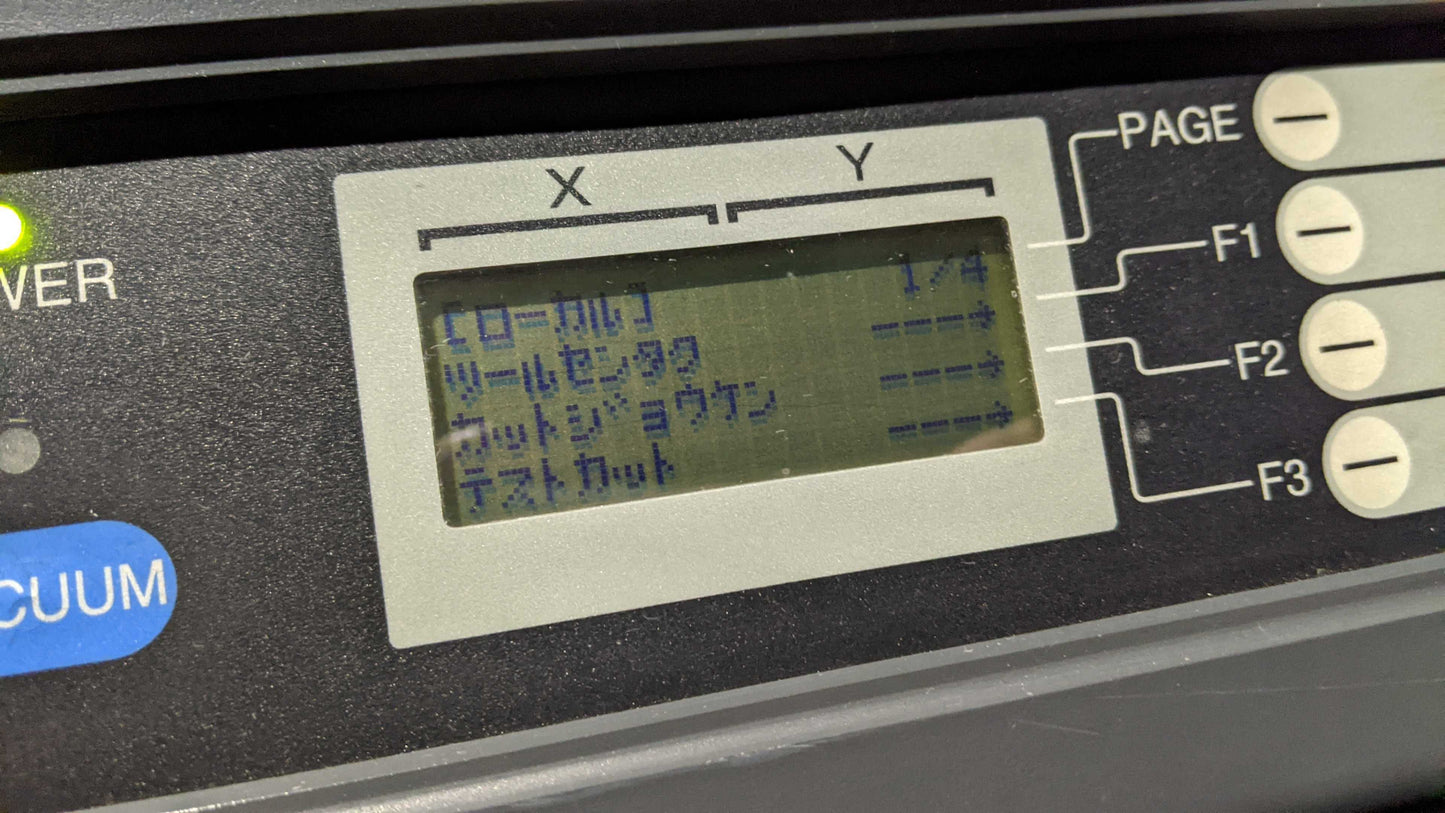 X Y
[ローカル] 1/4
ツールセンタク --->
カットジョウケン --->
テストカット --->
PAGE
F1
F2
F3
WER
CUUM